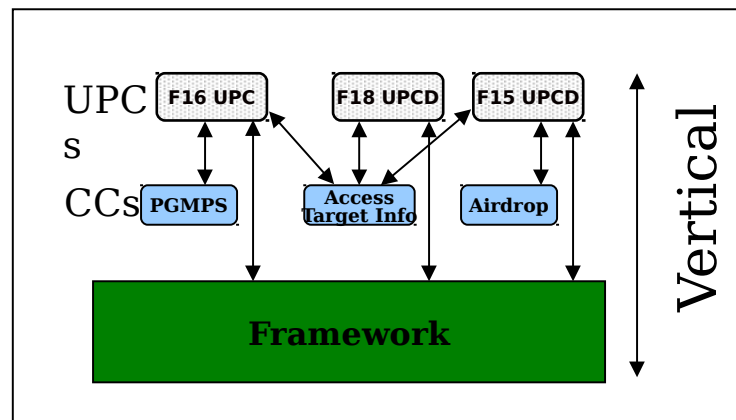 UPC
s
F16 UPC
F18 UPCD
F15 UPCD
CCs
PGMPS
Access
Target Info
Airdrop
Framework
Vertical